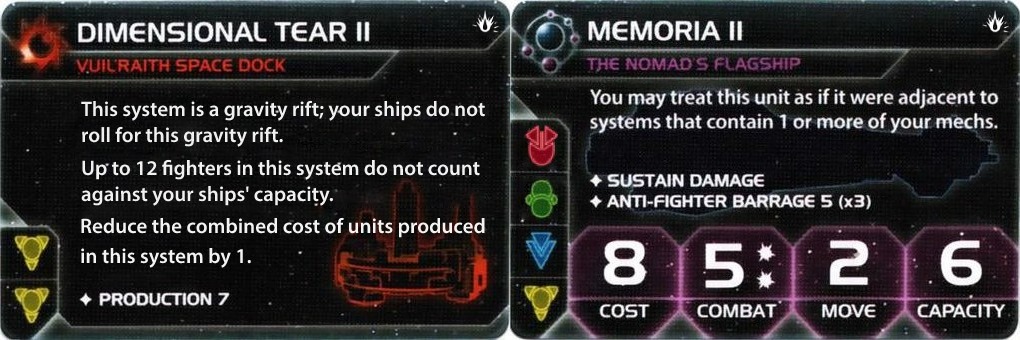 DIMENSIONAL TEAR II
VUIL'RAITH SPACE DOCK
This system is a gravity rift; your ships do not
roll for this gravity rift.
Up to 12 fighters in this system do not count
against your ships' capacity.
Reduce the combined cost of units produced
in this system by 1.
✦ PRODUCTION 7
MEMORIA II
THE NOMAD'S FLAGSHIP
You may treat this unit as if it were adjacent to
systems that contain 1 or more of your mechs.
✦ SUSTAIN DAMAGE
✦ ANTI-FIGHTER BARRAGE 5 (x3)
8 5 2 6
COST COMBAT MOVE CAPACITY